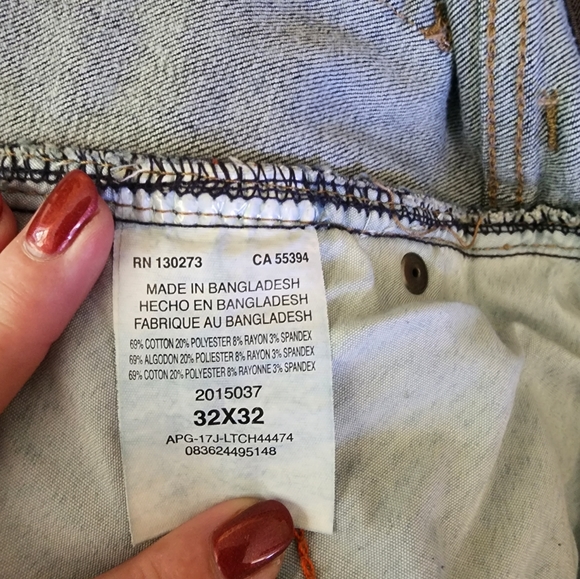 RN 130273 CA 55394
MADE IN BANGLADESH
HECHO EN BANGLADESH
FABRIQUE AU BANGLADESH
69% COTTON 20% POLYESTER 8% RAYON 3% SPANDEX
69% ALGODON 20% POLIESTER 8% RAYON 3% SPANDEX
69% COTON 20% POLYESTER 8% RAYONNE 3% SPANDEX
2015037
32X32
APG-17J-LTCH44474
083624495148